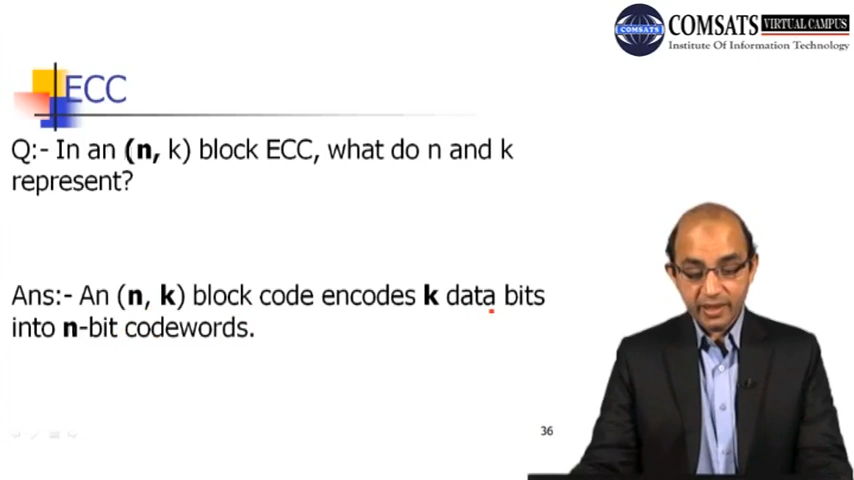 COMSATS
COMSATS VIRTUAL CAMPUS
Institute Of Information Technology
ECC
Q:- In an (n, k) block ECC, what do n and k
represent?
Ans:- An (n, k) block code encodes k data bits
into n-bit codewords.
36